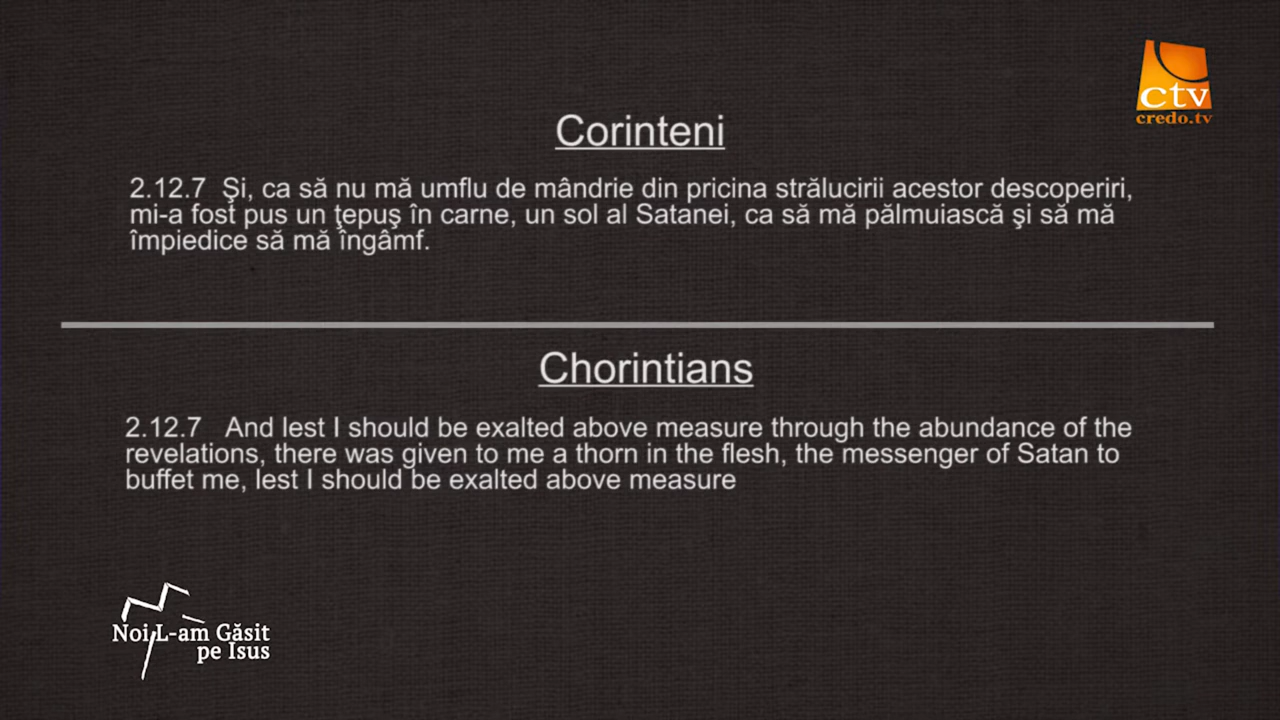 ctv
credo.tv
Corinteni
2.12.7 Şi, ca să nu mă umflu de mândrie din pricina strălucirii acestor descoperiri,
mi-a fost pus un ţepuş în carne, un sol al Satanei, ca să mă pălmuiască şi să mă
împiedice să mă îngâmf.
Chorintians
2.12.7 And lest I should be exalted above measure through the abundance of the
revelations, there was given to me a thorn in the flesh, the messenger of Satan to
buffet me, lest I should be exalted above measure
Noi L-am Găsit
pe Isus